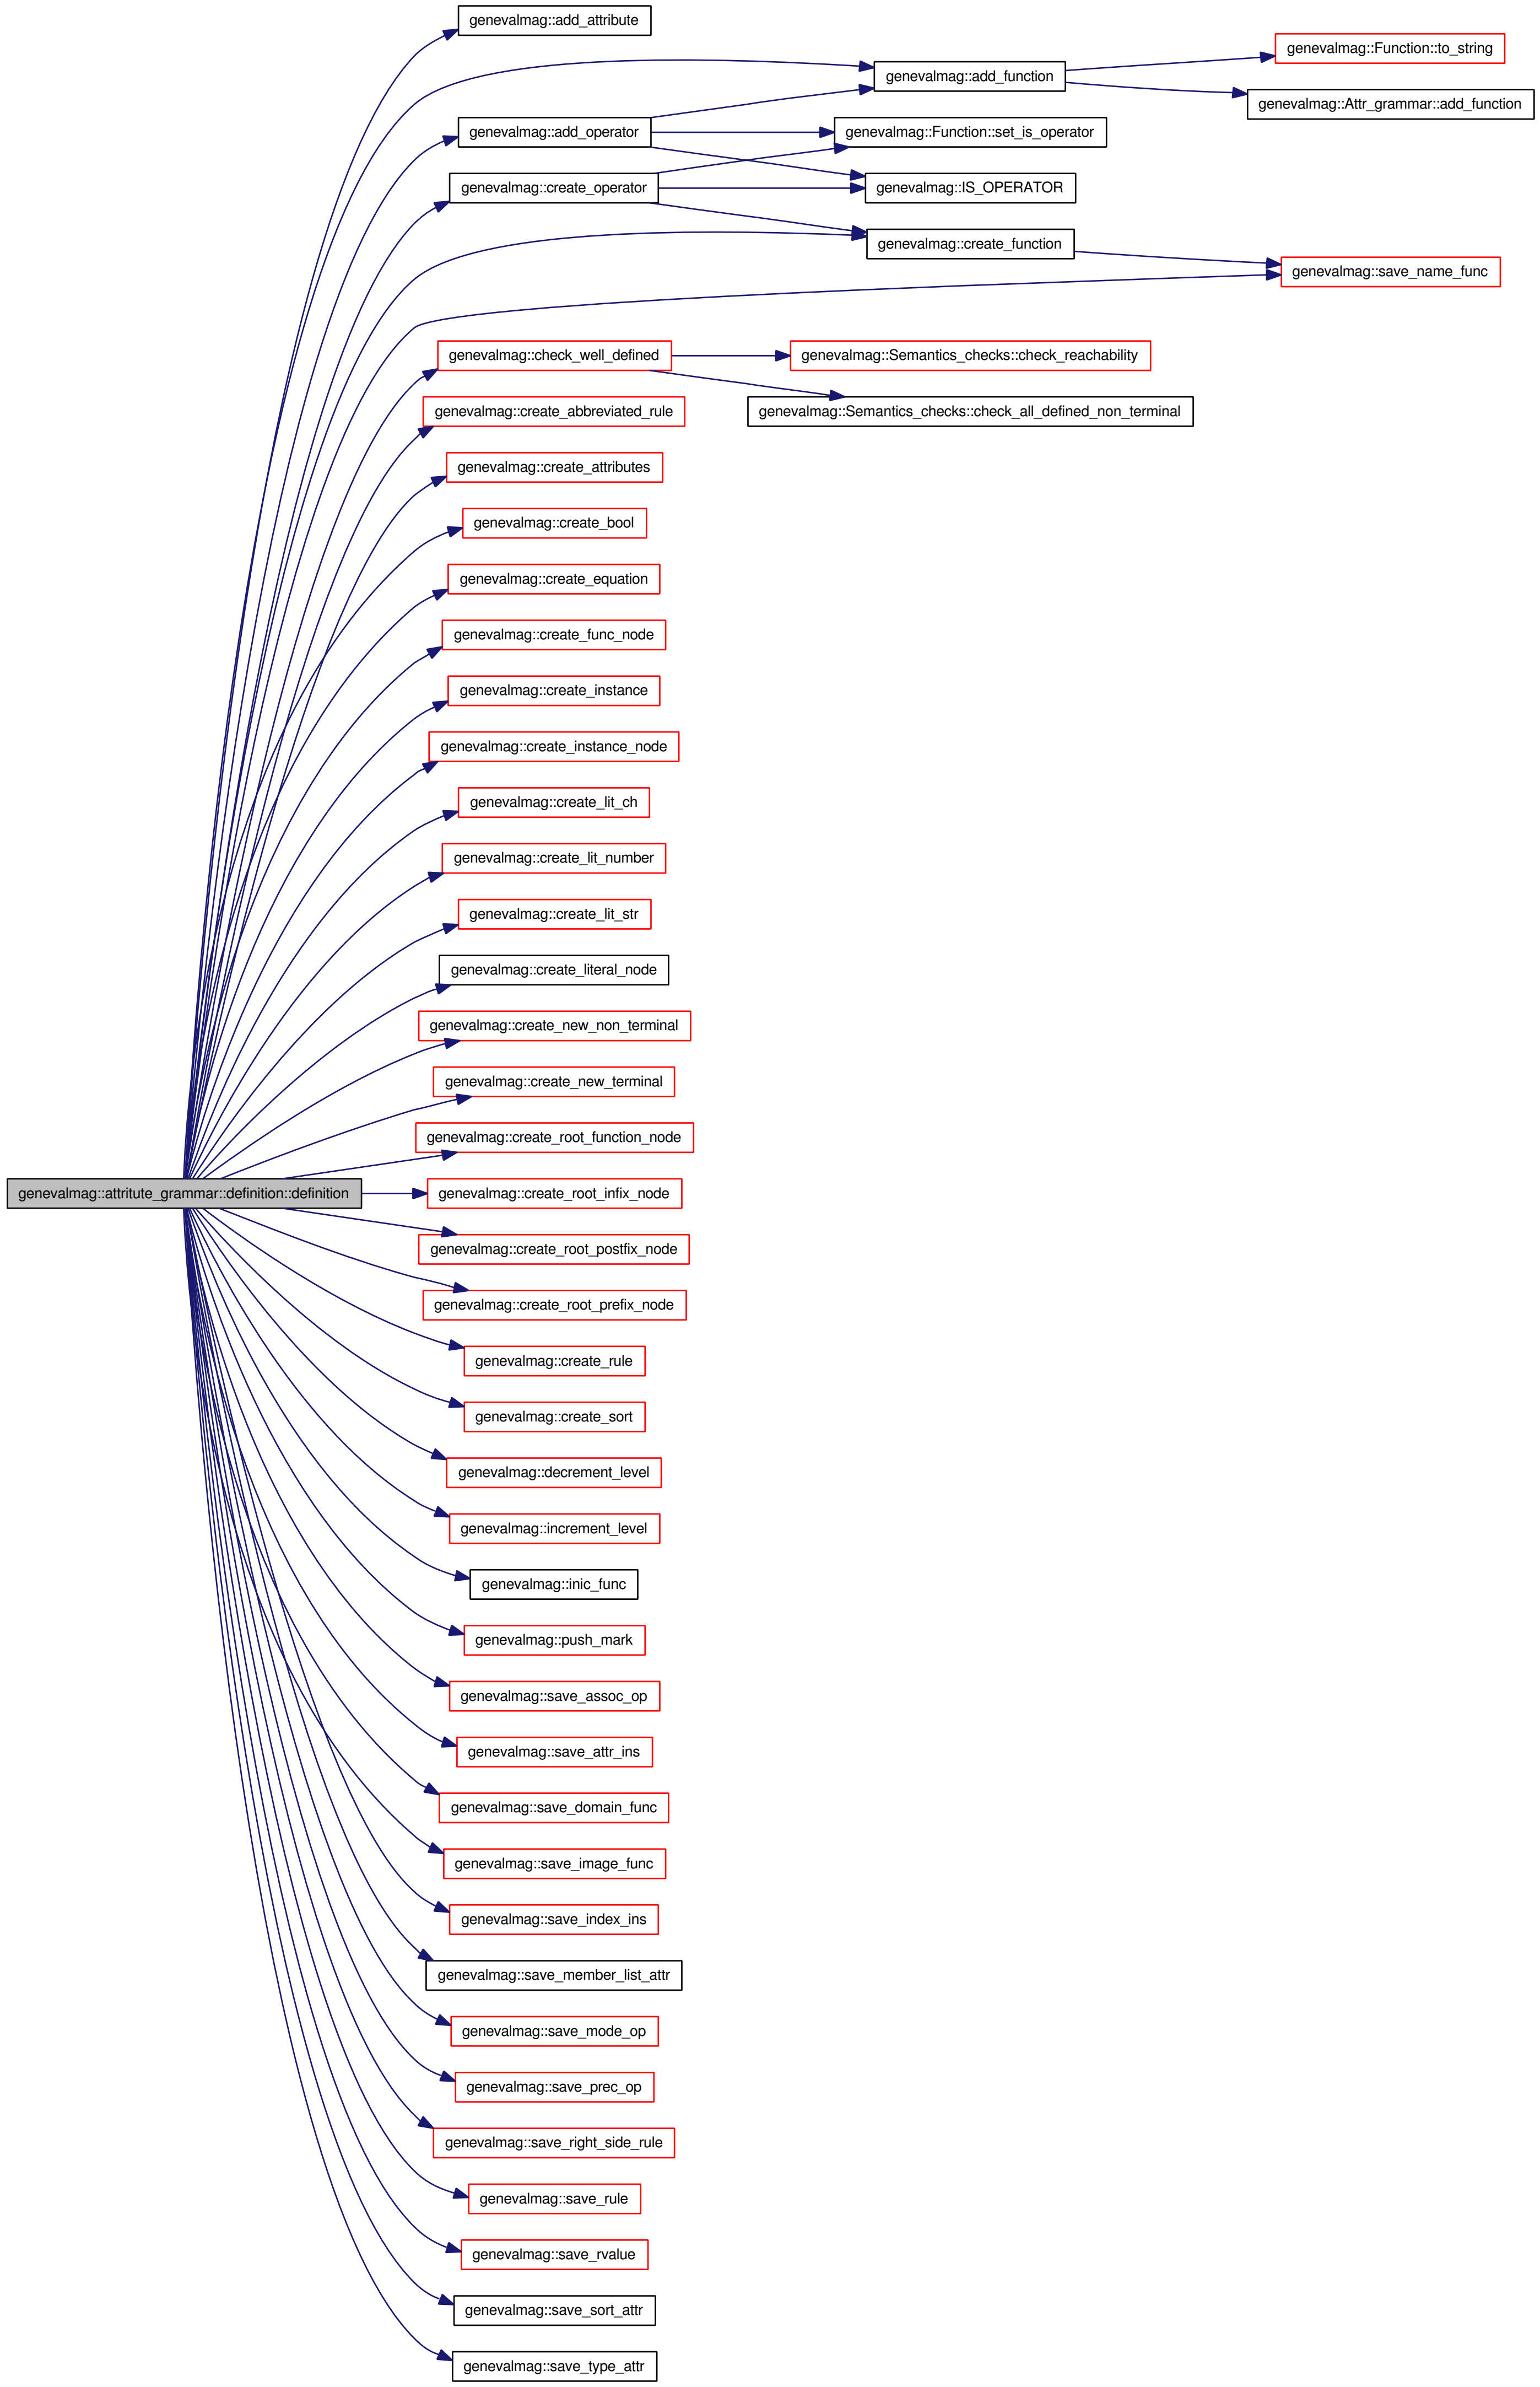 genevalmag::add_attribute
genevalmag::Function::to_string
genevalmag::add_function
genevalmag::Attr_grammar::add_function
genevalmag::add_operator
genevalmag::Function::set_is_operator
genevalmag::create_operator
genevalmag::IS_OPERATOR
genevalmag::create_function
genevalmag::save_name_func
genevalmag::check_well_defined
genevalmag::Semantics_checks::check_reachability
genevalmag::create_abbreviated_rule
genevalmag::Semantics_checks::check_all_defined_non_terminal
genevalmag::create_attributes
genevalmag::create_bool
genevalmag::create_equation
genevalmag::create_func_node
genevalmag::create_instance
genevalmag::create_instance_node
genevalmag::create_lit_ch
genevalmag::create_lit_number
genevalmag::create_lit_str
genevalmag::create_literal_node
genevalmag::create_new_non_terminal
genevalmag::create_new_terminal
genevalmag::create_root_function_node
genevalmag::attritute_grammar::definition::definition
genevalmag::create_root_infix_node
genevalmag::create_root_postfix_node
genevalmag::create_root_prefix_node
genevalmag::create_rule
genevalmag::create_sort
genevalmag::decrement_level
genevalmag::increment_level
genevalmag::inic_func
genevalmag::push_mark
genevalmag::save_assoc_op
genevalmag::save_attr_ins
genevalmag::save_domain_func
genevalmag::save_image_func
genevalmag::save_index_ins
genevalmag::save_member_list_attr
genevalmag::save_mode_op
genevalmag::save_prec_op
genevalmag::save_right_side_rule
genevalmag::save_rule
genevalmag::save_rvalue
genevalmag::save_sort_attr
genevalmag::save_type_attr